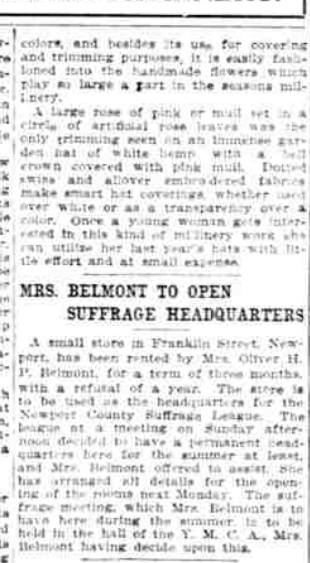 colors, and besides its use for covering
and trimming purposes, it is easily fash-
ioned into the handmade flowers which
play so large a part in the seasons mil-
linery.
A large rose of pink or mull set in a
circle of artificial rose leaves was the
only trimming seen on an immense gar-
den hat of white hemp with a bell
crown covered with pink mull. Dotted
swiss and allover embroidered fabrics
make smart hat coverings, whether used
over white or as a transparency over a
color. Once a young woman gets inter-
ested in this kind of millinery work she
can utilize her last year's hats with lit-
tle effort and at small expense.
MRS. BELMONT TO OPEN
SUFFRAGE HEADQUARTERS
A small store in Franklin Street, New-
port, has been rented by Mrs. Oliver H.
P. Belmont, for a term of three months,
with a refusal of a year. The store is
to be used as the headquarters for the
Newport County Suffrage League. The
league at a meeting on Sunday after-
noon decided to have a permanent head-
quarters here for the summer at least,
and Mrs. Belmont offered to assist. She
has arranged all details for the open-
ing of the rooms next Monday. The suf-
frage meeting, which Mrs. Belmont is to
have here during the summer, is to be
held in the hall of the Y. M. C. A., Mrs.
Belmont having decide upon this.